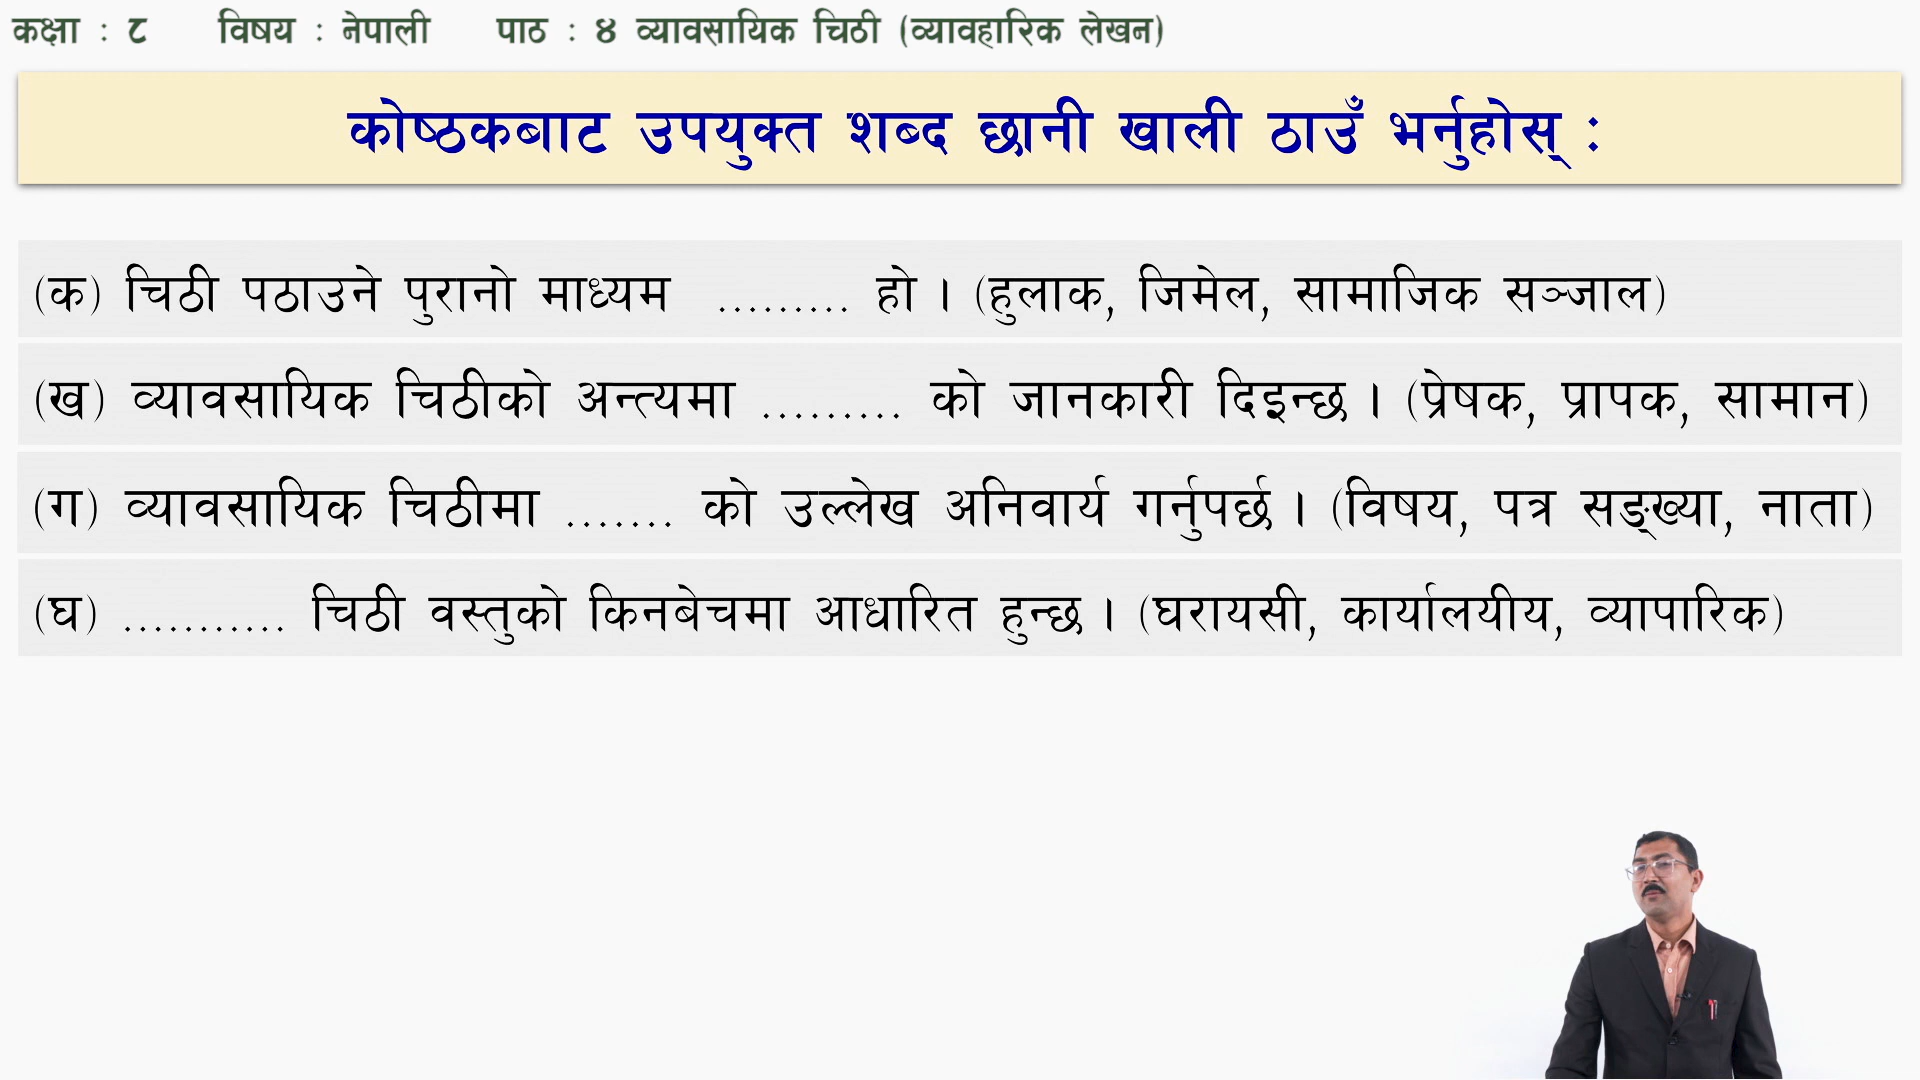 कक्षा : ८ विषय : नेपाली पाठ : ४ व्यावसायिक चिठी (व्यावहारिक लेखन)
कोष्ठकबाट उपयुक्त शब्द छानी खाली ठाउँ भर्नुहोस् :
(क) चिठी पठाउने पुरानो माध्यम ......... हो । (हुलाक, जिमेल, सामाजिक सञ्जाल)
(ख) व्यावसायिक चिठीको अन्त्यमा ......... को जानकारी दिइन्छ । (प्रेषक, प्रापक, सामान)
(ग) व्यावसायिक चिठीमा ....... को उल्लेख अनिवार्य गर्नुपर्छ । (विषय, पत्र सङ्ख्या, नाता)
(घ) ........... चिठी वस्तुको किनबेचमा आधारित हुन्छ । (घरायसी, कार्यालयीय, व्यापारिक)